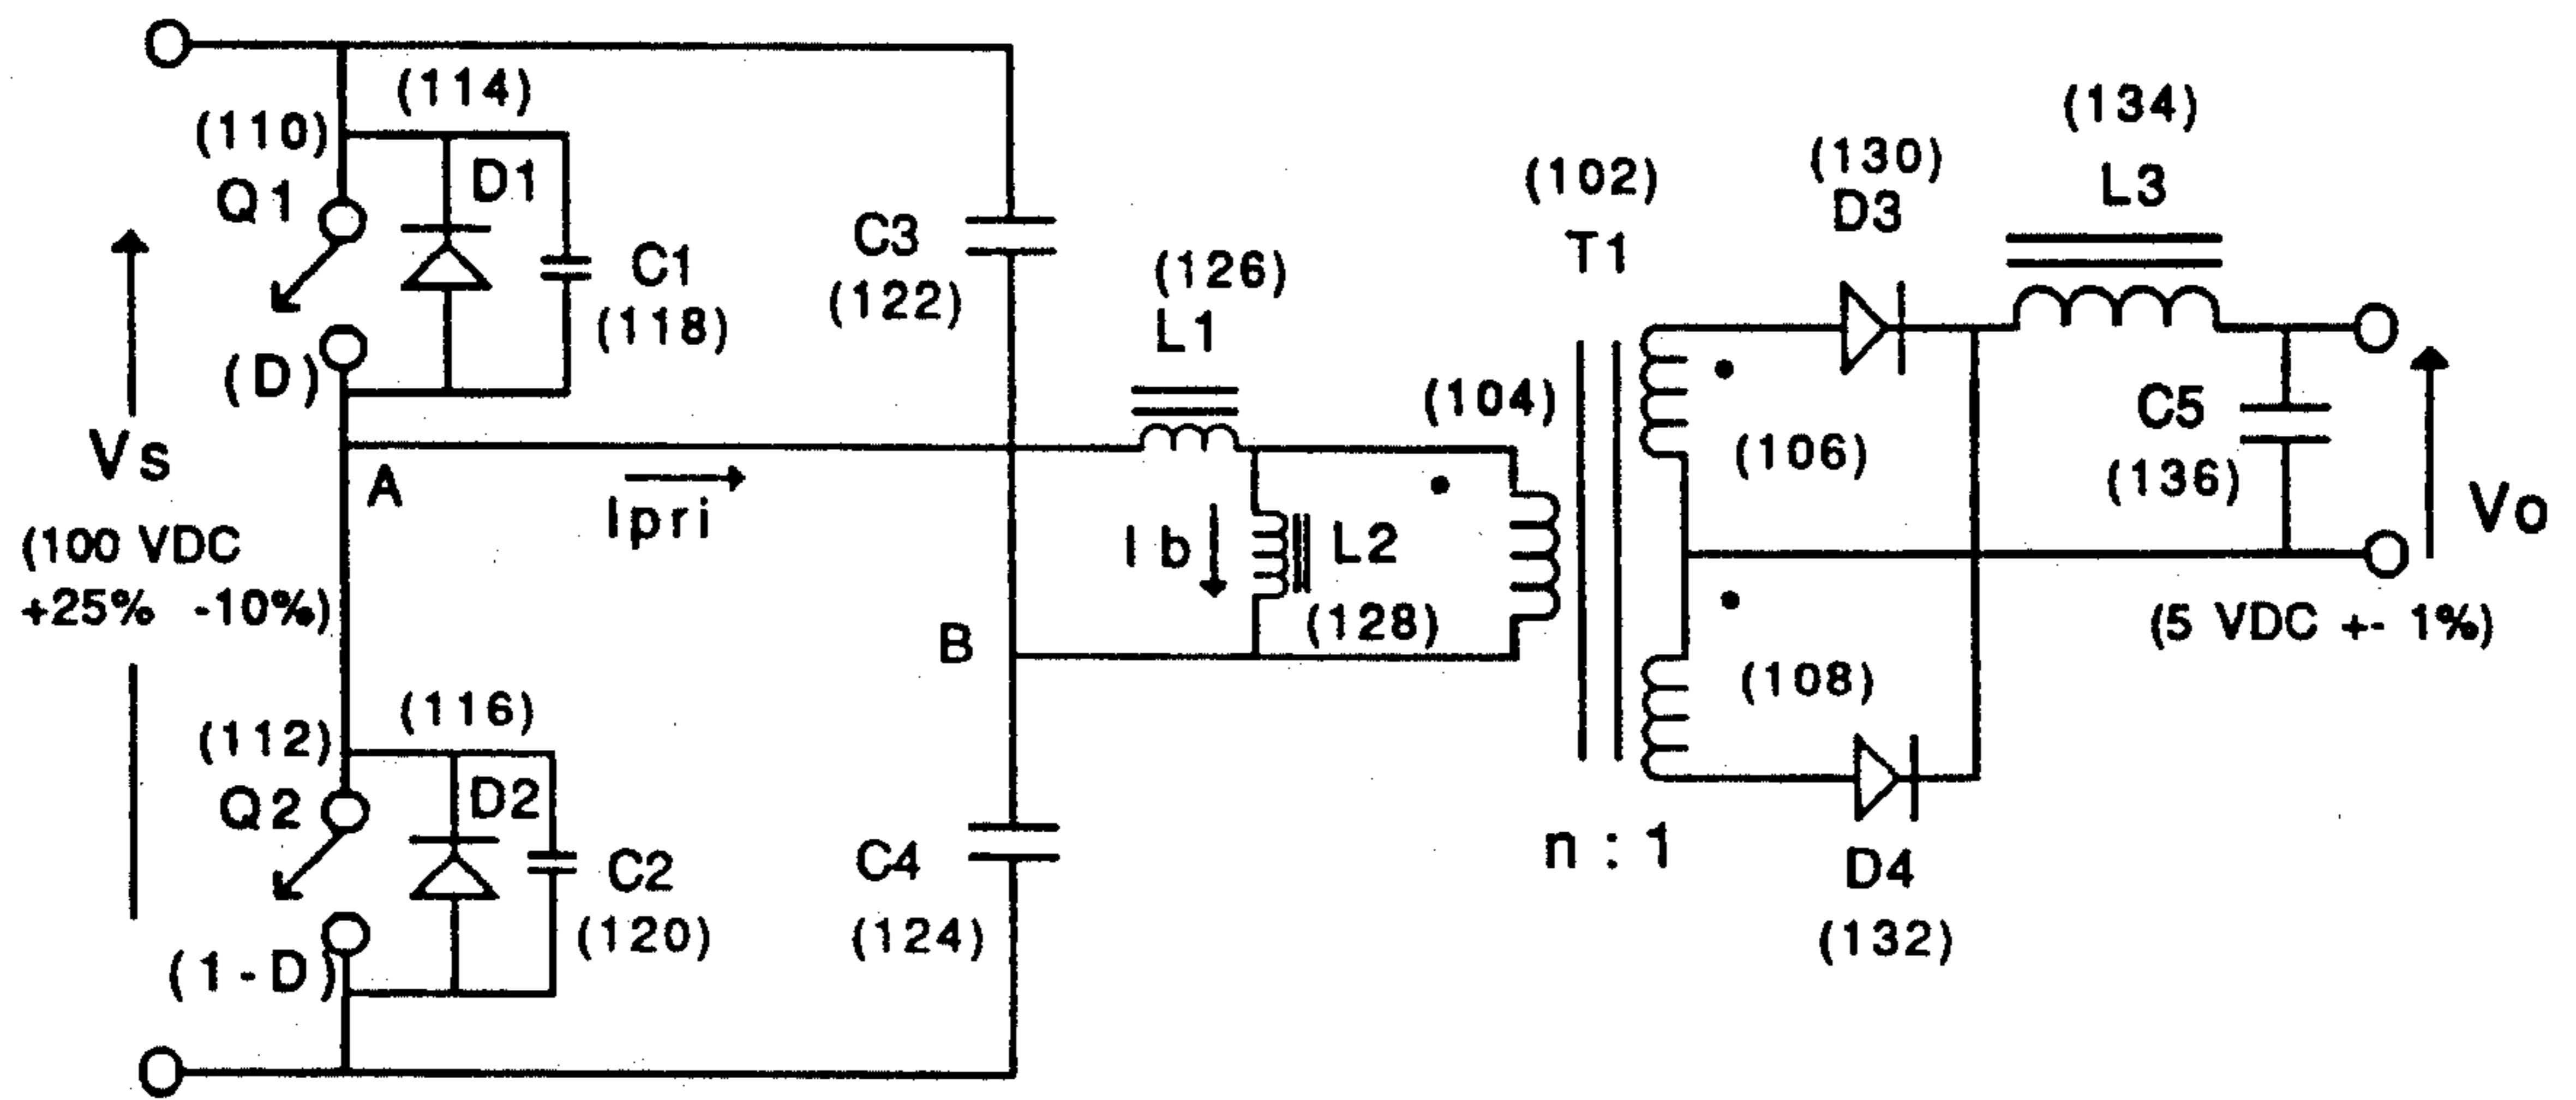 (114)
(110)
Q1
D1
C1
(118)
(D)
Vs
(100 VDC
+25% -10%)
A
Ipri
C3
(122)
B
(126)
L1
Ib
L2
(128)
(104)
(102)
T1
(106)
(108)
n : 1
(130)
D3
(134)
L3
C5
(136)
Vo
(5 VDC +- 1%)
(112)
(116)
Q2
D2
C2
(120)
(1-D)
C4
(124)
D4
(132)